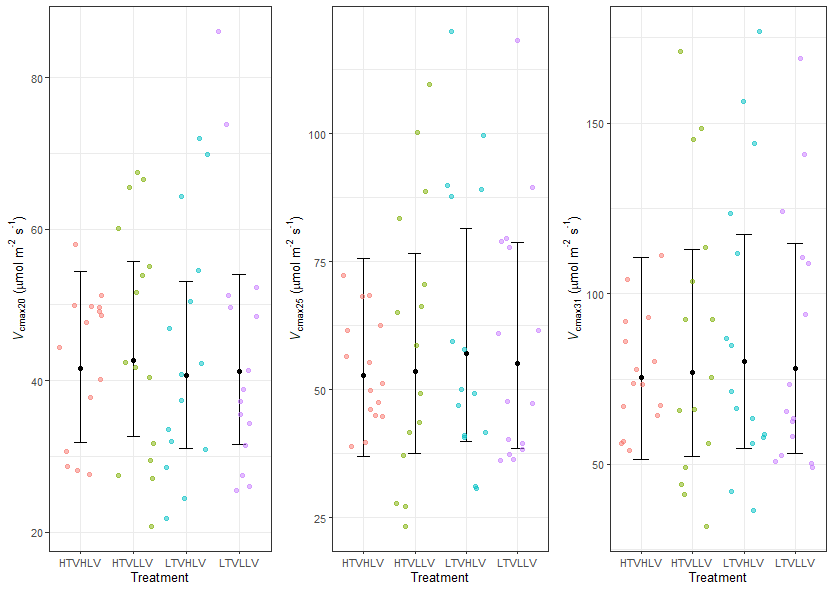 Vcmax20 (μmol m-2 s-1)
80
60
40
20
HTVHLV HTVLLV LTVHLV LTVLLV
Treatment
Vcmax25 (μmol m-2 s-1)
100
75
50
25
HTVHLV HTVLLV LTVHLV LTVLLV
Treatment
Vcmax31 (μmol m-2 s-1)
150
100
50
HTVHLV HTVLLV LTVHLV LTVLLV
Treatment